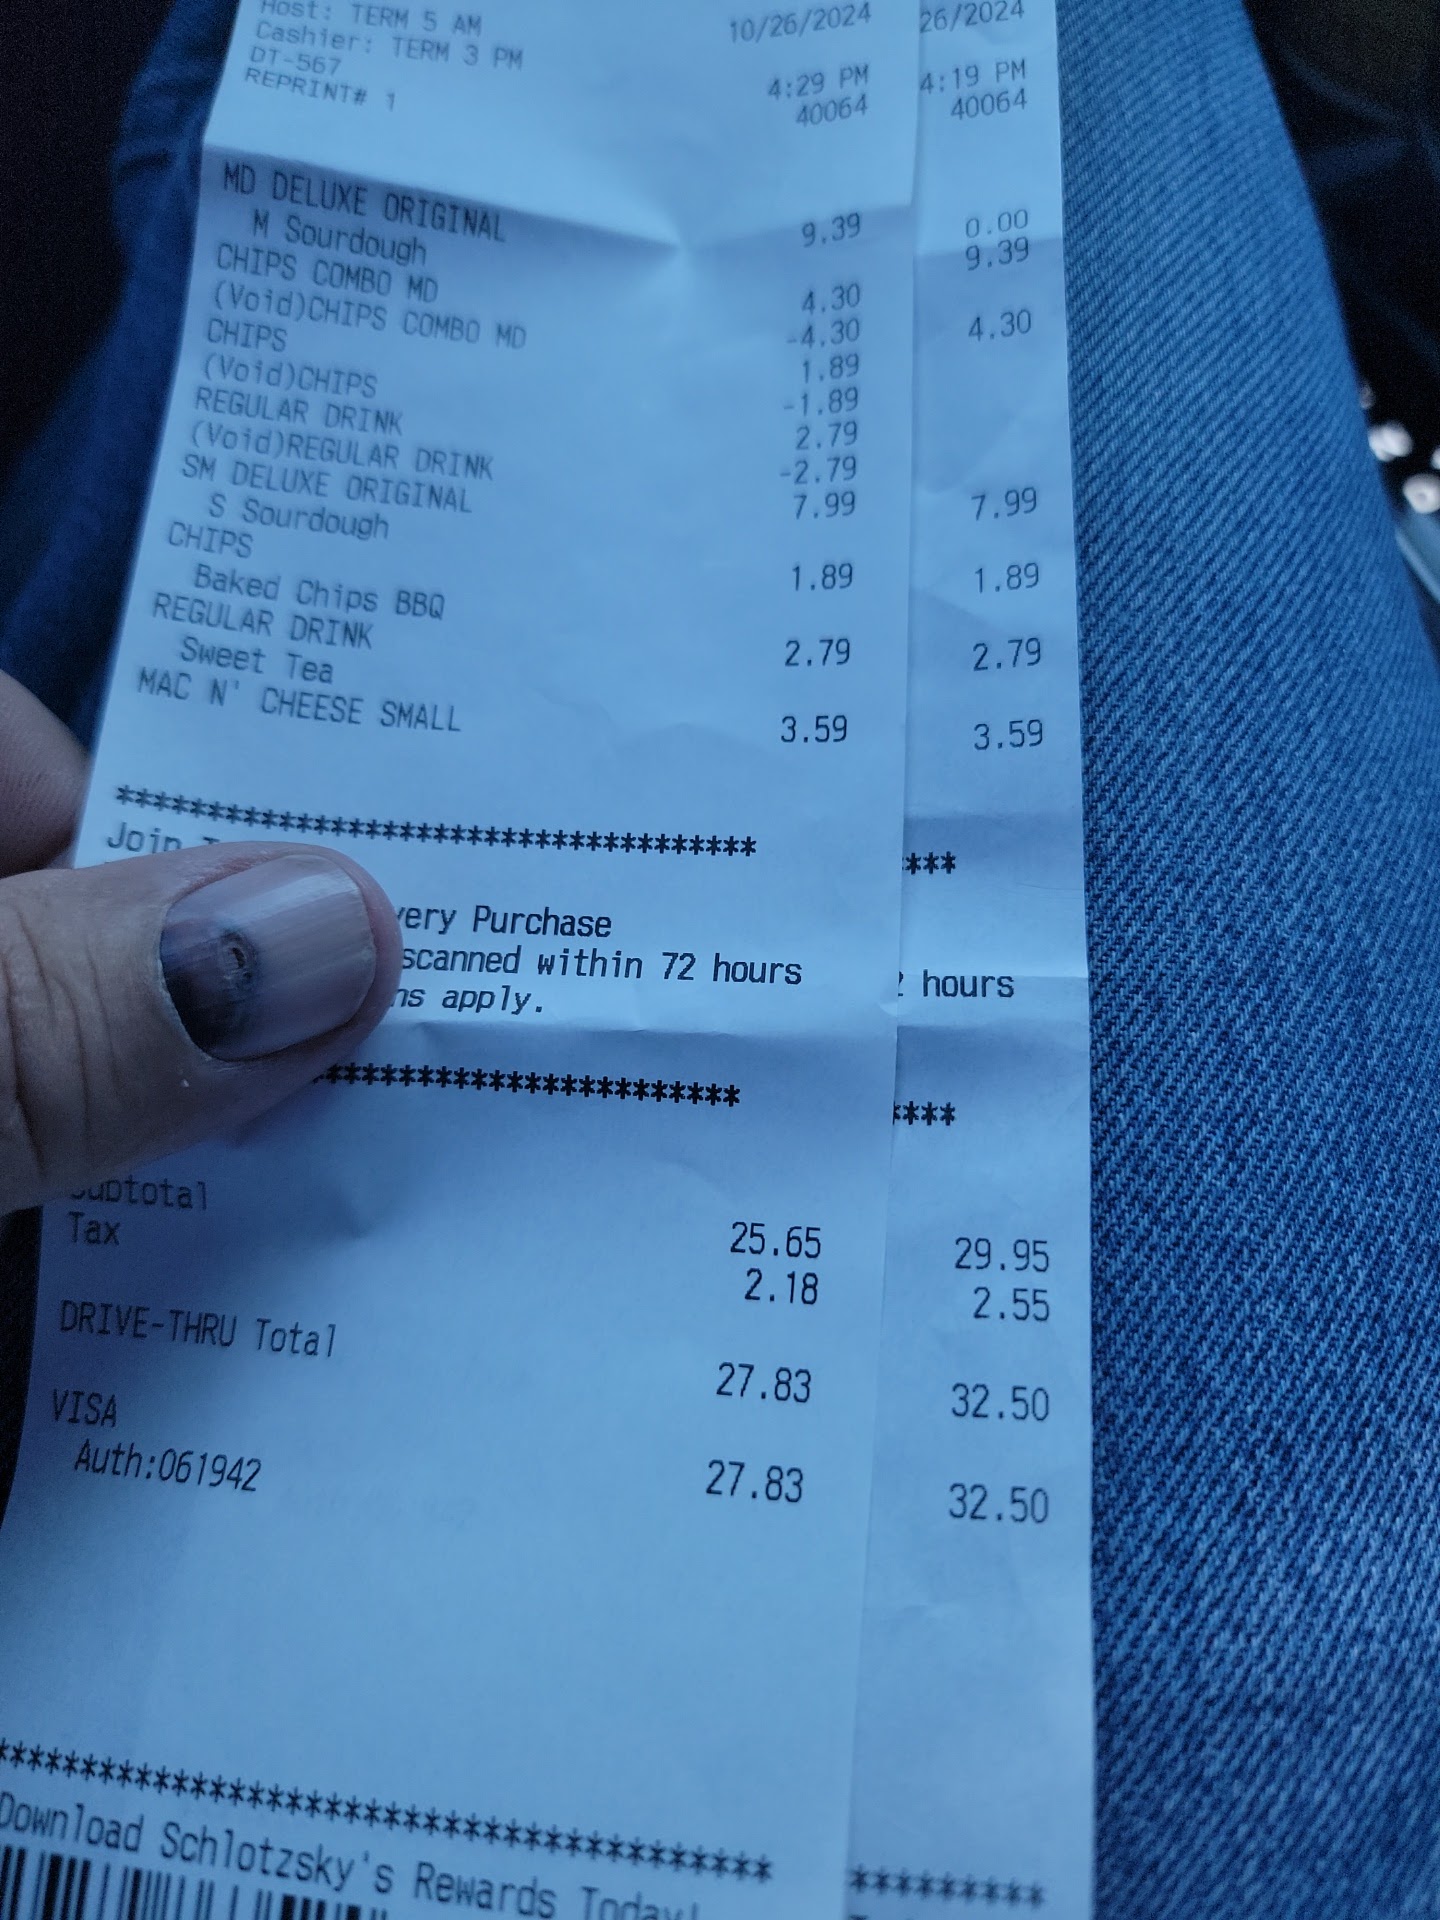 Host: TERM 5 AM
Cashier: TERM 3 PM 10/26/2024 26/2024
DT-567 4:29 PM 4:19 PM
REPRINT# 1 40064 40064
MD DELUXE ORIGINAL 9.39 0.00
M Sourdough 9.39
CHIPS COMBO MD 4.30 4.30
(Void)CHIPS COMBO MD -4.30
CHIPS 1.89
(Void)CHIPS -1.89
REGULAR DRINK 2.79
(Void)REGULAR DRINK -2.79
SM DELUXE ORIGINAL 7.99 7.99
S Sourdough
CHIPS 1.89 1.89
Baked Chips BBQ
REGULAR DRINK 2.79 2.79
Sweet Tea
MAC N' CHEESE SMALL 3.59 3.59
*********************************** ***
Join
very Purchase
scanned within 72 hours hours
ns apply.
*********************** ****
Subtotal 25.65 29.95
Tax 2.18 2.55
DRIVE-THRU Total 27.83 32.50
VISA 27.83 32.50
Auth:061942
****************************************** *********
Download Schlotzsky's Rewards Today!